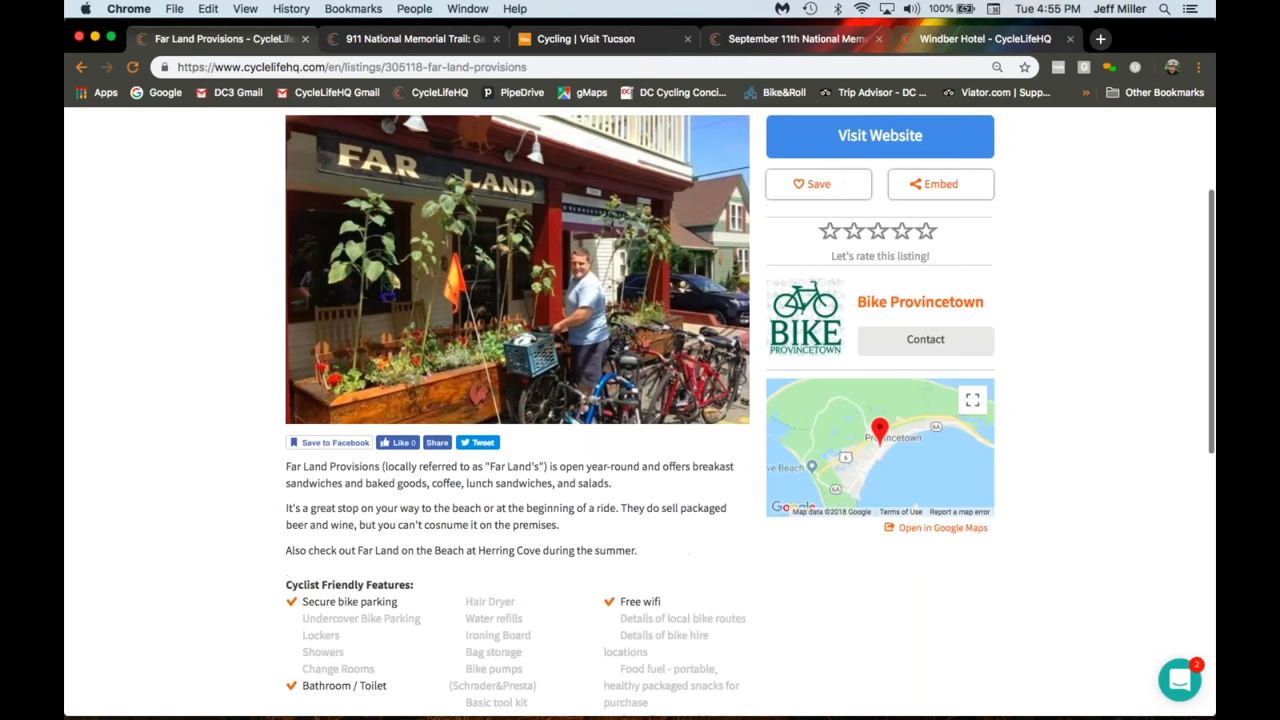 Chrome File Edit View History Bookmarks People Window Help 100% Tue 4:55 PM Jeff Miller
Far Land Provisions - CycleLife 911 National Memorial Trail: Ga Cycling | Visit Tucson September 11th National Mem Windber Hotel - CycleLifeHQ
https://www.cyclelifehq.com/en/listings/305118-far-land-provisions
Apps Google DC3 Gmail CycleLifeHQ Gmail CycleLifeHQ PipeDrive gMaps DC Cycling Conci... Bike&Roll Trip Advisor - DC ... Viator.com | Supp... » Other Bookmarks
FAR LAND
Visit Website
Save Embed
Let's rate this listing!
BIKE
PROVINCETOWN
Bike Provincetown
Contact
Provincetown
6A
6
ve Beach
6A
Google Map data ©2018 Google Terms of Use Report a map error
Open in Google Maps
Save to Facebook Like 0 Share Tweet
Far Land Provisions (locally referred to as "Far Land's") is open year-round and offers breakast
sandwiches and baked goods, coffee, lunch sandwiches, and salads.
It's a great stop on your way to the beach or at the beginning of a ride. They do sell packaged
beer and wine, but you can't cosnume it on the premises.
Also check out Far Land on the Beach at Herring Cove during the summer.
Cyclist Friendly Features:
Secure bike parking
Undercover Bike Parking
Lockers
Showers
Change Rooms
Bathroom / Toilet
Hair Dryer
Water refills
Ironing Board
Bag storage
Bike pumps
(Schrader&Presta)
Basic tool kit
Free wifi
Details of local bike routes
Details of bike hire
locations
Food fuel - portable,
healthy packaged snacks for
purchase
2